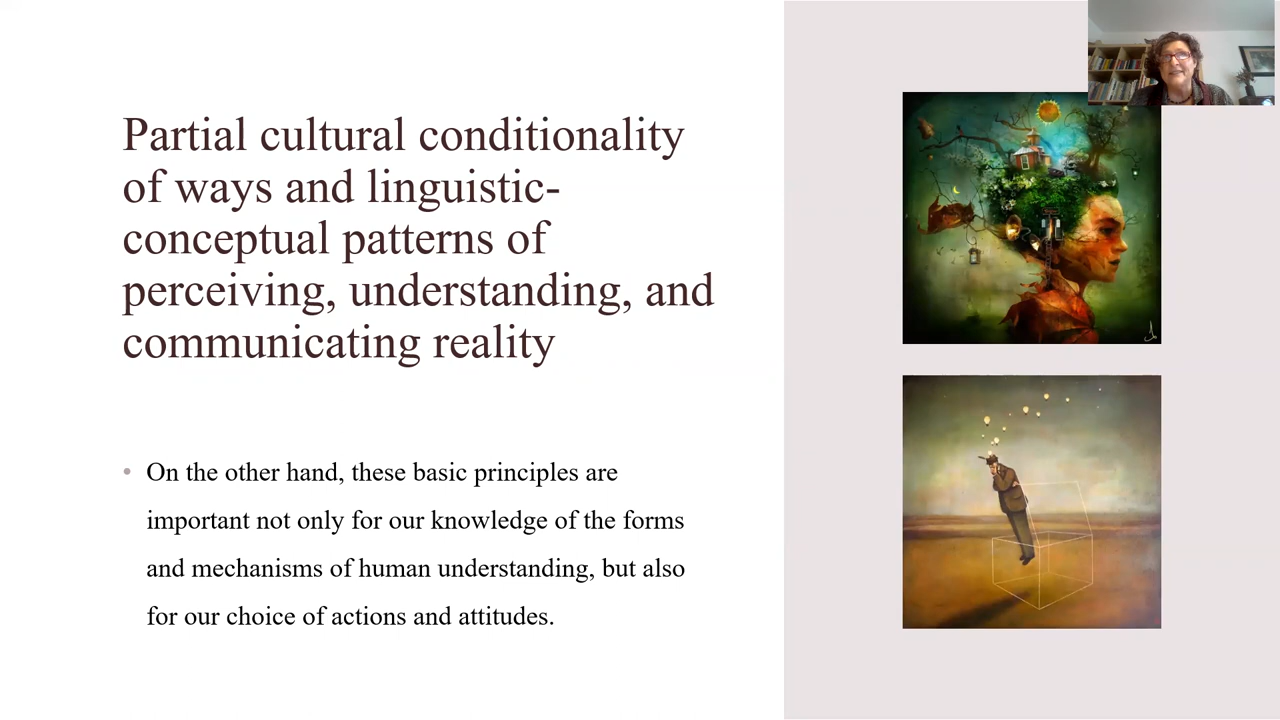 Partial cultural conditionality
of ways and linguistic-
conceptual patterns of
perceiving, understanding, and
communicating reality
• On the other hand, these basic principles are
important not only for our knowledge of the forms
and mechanisms of human understanding, but also
for our choice of actions and attitudes.